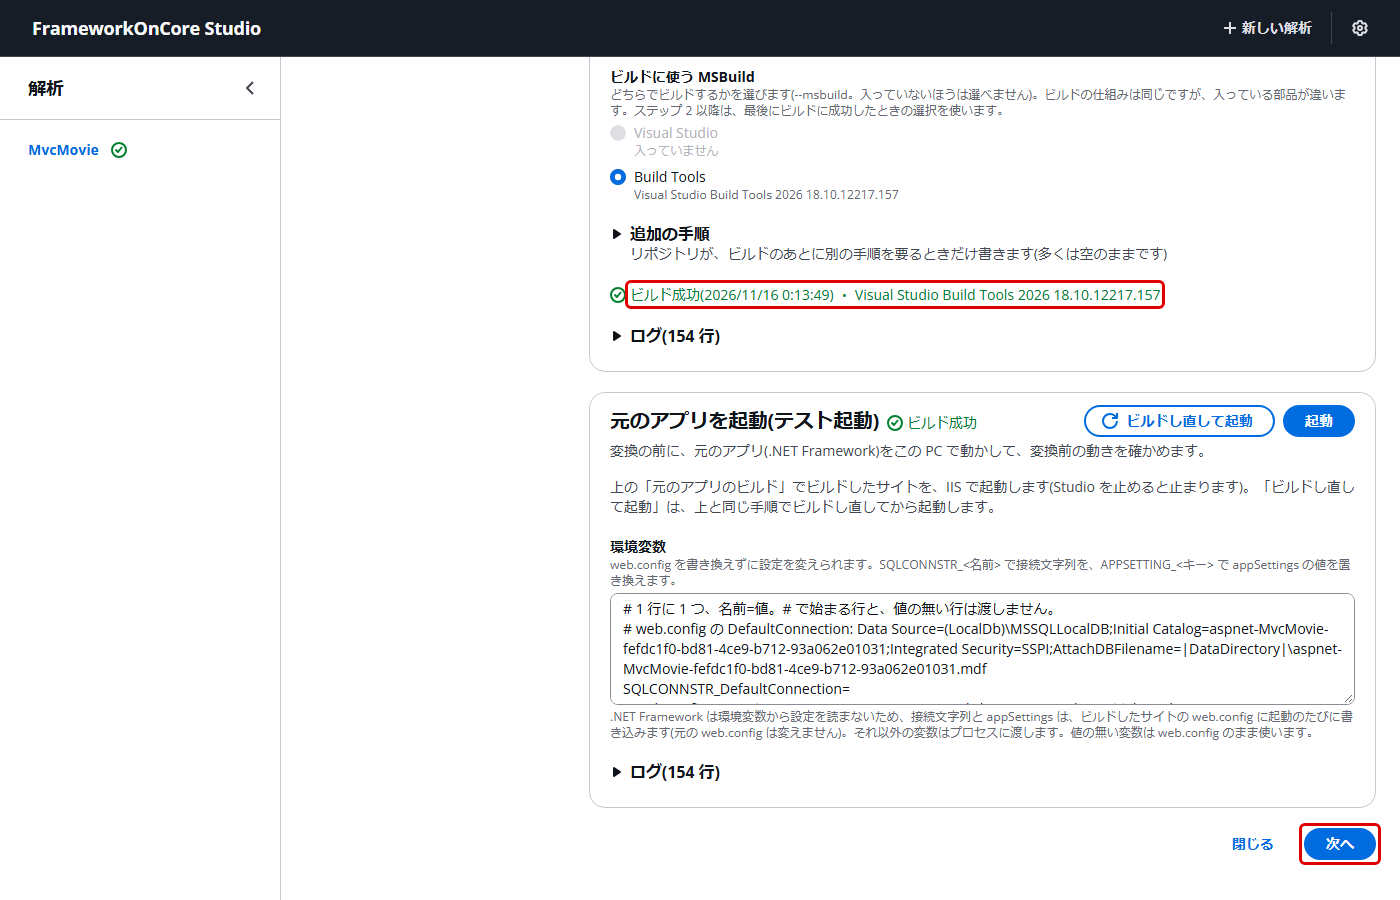 FrameworkOnCore Studio
新しい解析
解析
MvcMovie
ビルドに使う MSBuild
どちらでビルドするかを選びます(--msbuild。入っていないほうは選べません)。ビルドの仕組みは同じですが、入っている部品が違いま
す。ステップ 2 以降は、最後にビルドに成功したときの選択を使います。
Visual Studio
入っていません
Build Tools
Visual Studio Build Tools 2026 18.10.12217.157
追加の手順
リポジトリが、ビルドのあとに別の手順を要るときだけ書きます(多くは空のままです)
ビルド成功(2026/11/16 0:13:49) ・ Visual Studio Build Tools 2026 18.10.12217.157
ログ(154 行)
元のアプリを起動(テスト起動)
ビルド成功
ビルドし直して起動
起動
変換の前に、元のアプリ(.NET Framework)をこの PC で動かして、変換前の動きを確かめます。
上の「元のアプリのビルド」でビルドしたサイトを、IIS で起動します(Studio を止めると止まります)。「ビルドし直し
て起動」は、上と同じ手順でビルドし直してから起動します。
環境変数
web.config を書き換えずに設定を変えられます。SQLCONNSTR_<名前> で接続文字列を、APPSETTING_<キー> で appSettings の値を置
き換えます。
# 1 行に 1 つ、名前=値。# で始まる行と、値の無い行は渡しません。
# web.config の DefaultConnection: Data Source=(LocalDb)\MSSQLLocalDB;Initial Catalog=aspnet-MvcMovie-
fefdc1f0-bd81-4ce9-b712-93a062e01031;Integrated Security=SSPI;AttachDBFilename=|DataDirectory|\aspnet-
MvcMovie-fefdc1f0-bd81-4ce9-b712-93a062e01031.mdf
SQLCONNSTR_DefaultConnection=
.NET Framework は環境変数から設定を読まないため、接続文字列と appSettings は、ビルドしたサイトの web.config に起動のたびに書
き込みます(元の web.config は変えません)。それ以外の変数はプロセスに渡します。値の無い変数は web.config のまま使います。
ログ(154 行)
閉じる
次へ